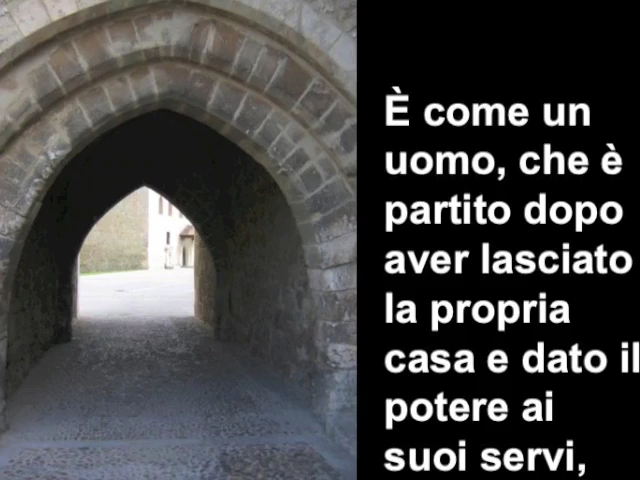 È come un
uomo, che è
partito dopo
aver lasciato
la propria
casa e dato il
potere ai
suoi servi,